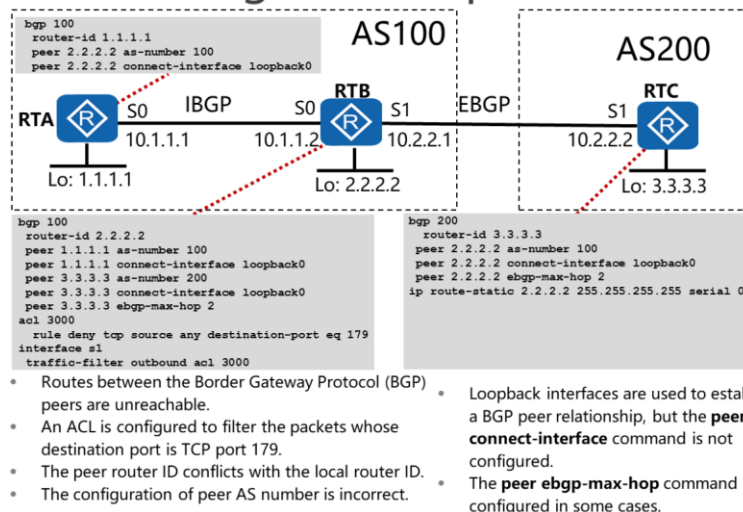 bgp 100
router-id 1.1.1.1
peer 2.2.2.2 as-number 100
peer 2.2.2.2 connect-interface loopback0
AS100
AS200
RTA
R
S0
IBGP
S0
RTB
R
S1
EBGP
S1
RTC
R
10.1.1.1
10.1.1.2
10.2.2.1
10.2.2.2
Lo: 1.1.1.1
Lo: 2.2.2.2
Lo: 3.3.3.3
bgp 100
router-id 2.2.2.2
peer 1.1.1.1 as-number 100
peer 1.1.1.1 connect-interface loopback0
peer 3.3.3.3 as-number 200
peer 3.3.3.3 connect-interface loopback0
peer 3.3.3.3 ebgp-max-hop 2
acl 3000
rule deny tcp source any destination-port eq 179
interface s1
traffic-filter outbound acl 3000
bgp 200
router-id 3.3.3.3
peer 2.2.2.2 as-number 100
peer 2.2.2.2 connect-interface loopback0
peer 2.2.2.2 ebgp-max-hop 2
ip route-static 2.2.2.2 255.255.255.255 serial 0
• Routes between the Border Gateway Protocol (BGP)
peers are unreachable.
• An ACL is configured to filter the packets whose
destination port is TCP port 179.
• The peer router ID conflicts with the local router ID.
• The configuration of peer AS number is incorrect.
• Loopback interfaces are used to
a BGP peer relationship, but the peer
connect-interface command is not
configured.
• The peer ebgp-max-hop command
configured in some cases.